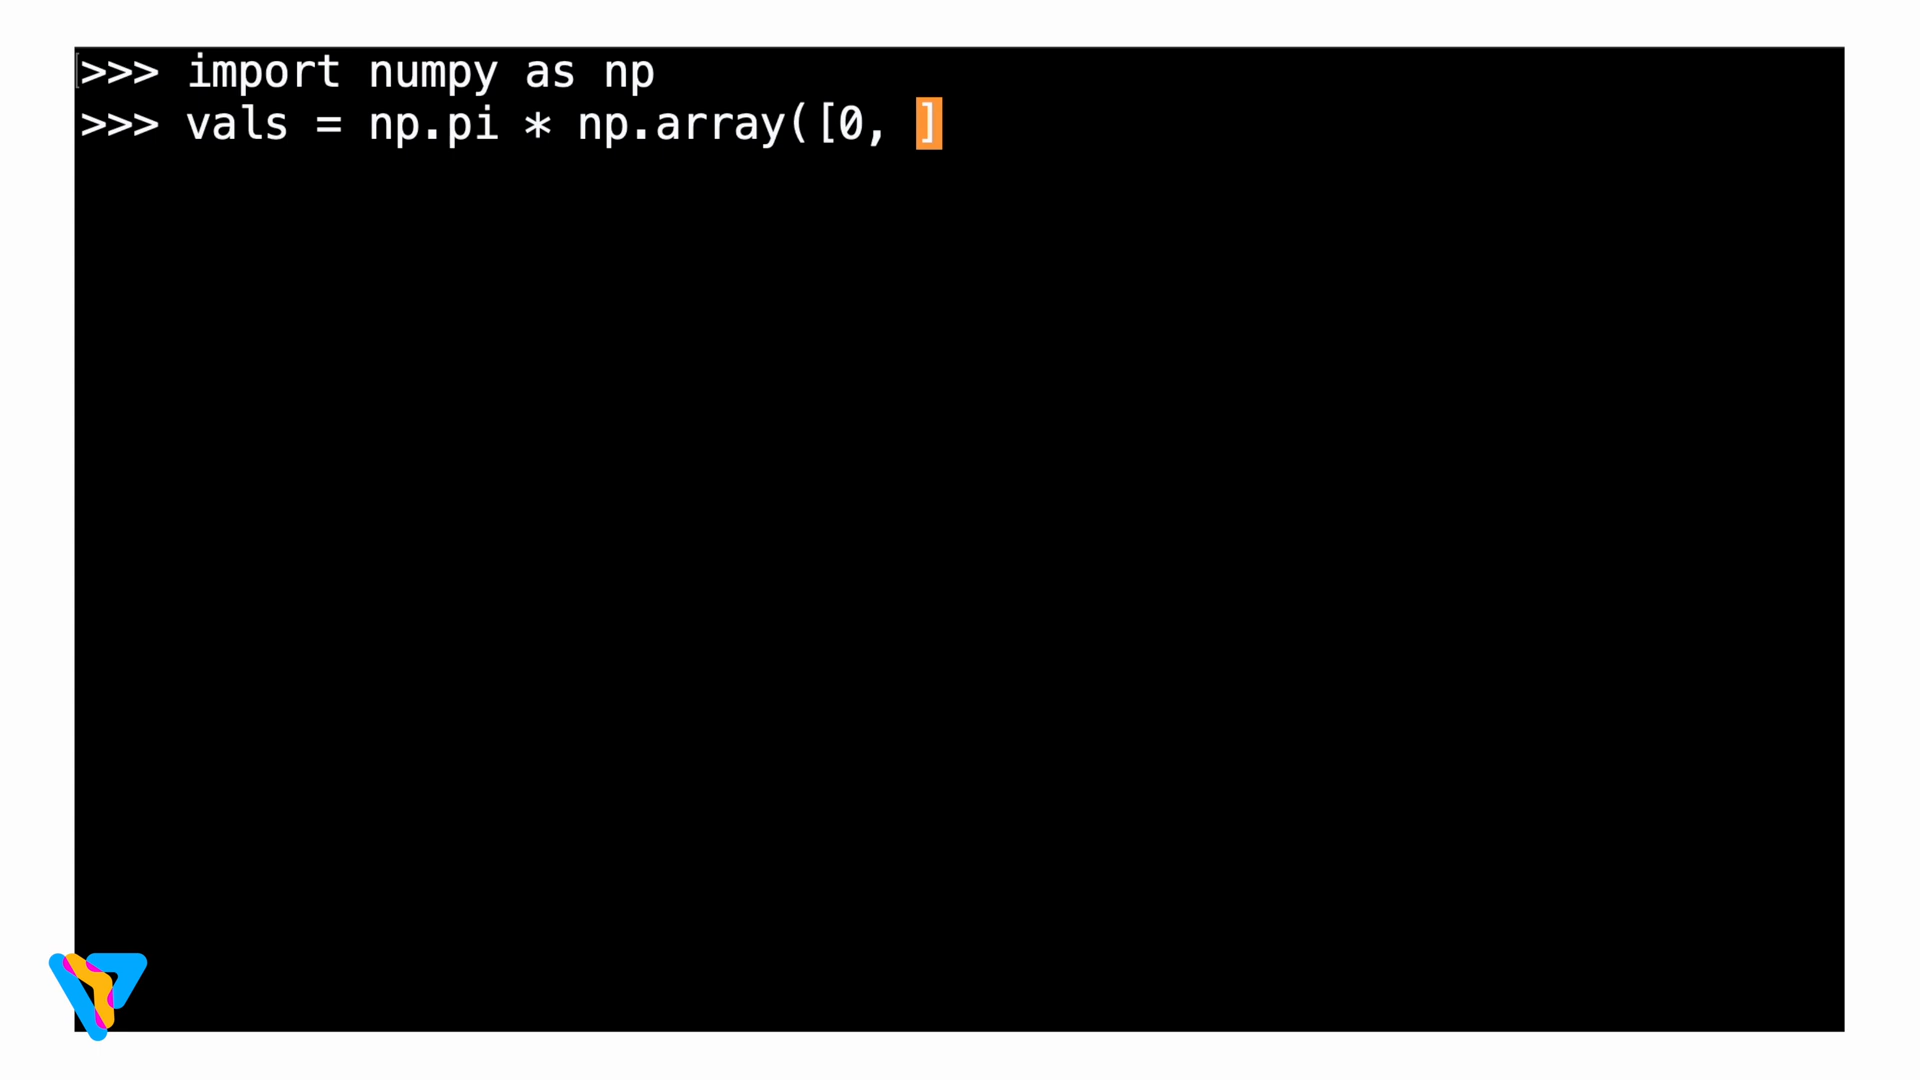 >>> import numpy as np
>>> vals = np.pi * np.array([0, ]